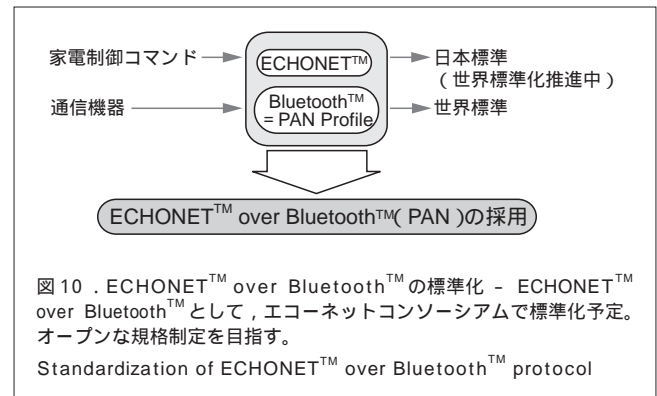 家電制御コマンド ECHONET™ 日本標準
（世界標準化推進中）
通信機器 Bluetooth™ 世界標準
= PAN Profile
ECHONET™ over Bluetooth™（PAN）の採用
図10．ECHONET™ over Bluetooth™の標準化 － ECHONET™
over Bluetooth™として，エコーネットコンソーシアムで標準化予定。
オープンな規格制定を目指す。
Standardization of ECHONET™ over Bluetooth™ protocol